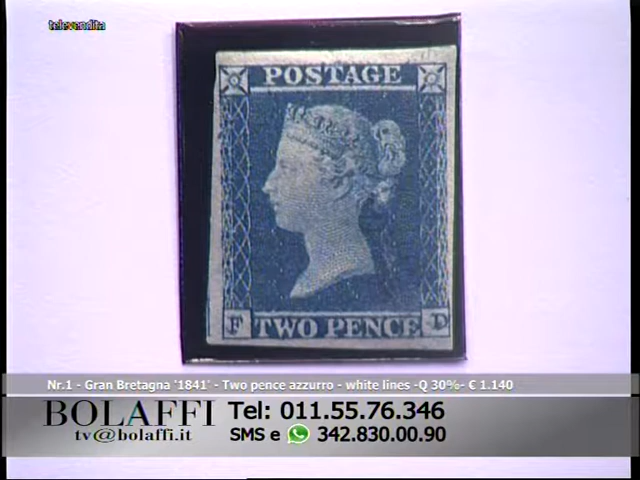 televendita
POSTAGE
F TWO PENCE D
Nr.1 - Gran Bretagna '1841' - Two pence azzurro - white lines -Q 30%- € 1.140
BOLAFFI
tv@bolaffi.it
Tel: 011.55.76.346
SMS e 342.830.00.90